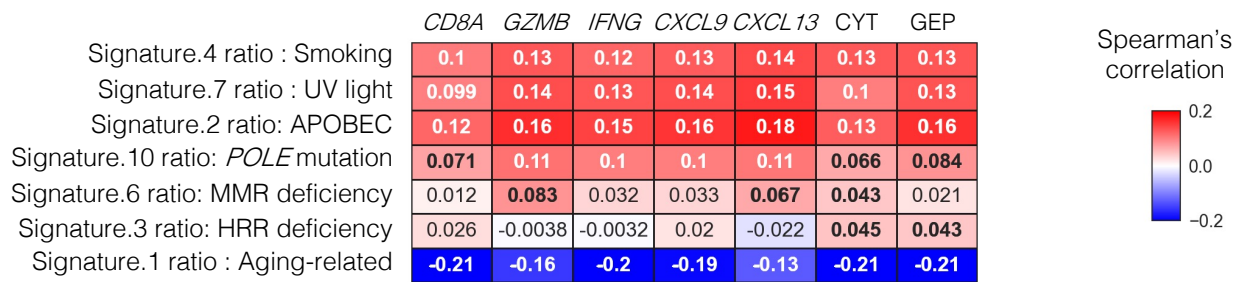 CD8A GZMB IFNG CXCL9 CXCL13 CYT GEP
Signature.4 ratio : Smoking 0.1 0.13 0.12 0.13 0.14 0.13 0.13
Signature.7 ratio : UV light 0.099 0.14 0.13 0.14 0.15 0.1 0.13
Signature.2 ratio: APOBEC 0.12 0.16 0.15 0.16 0.18 0.13 0.16
Signature.10 ratio: POLE mutation 0.071 0.11 0.1 0.1 0.11 0.066 0.084
Signature.6 ratio: MMR deficiency 0.012 0.083 0.032 0.033 0.067 0.043 0.021
Signature.3 ratio: HRR deficiency 0.026 -0.0038 -0.0032 0.02 -0.022 0.045 0.043
Signature.1 ratio : Aging-related -0.21 -0.16 -0.2 -0.19 -0.13 -0.21 -0.21
Spearman's
correlation
0.2
0.0
−0.2